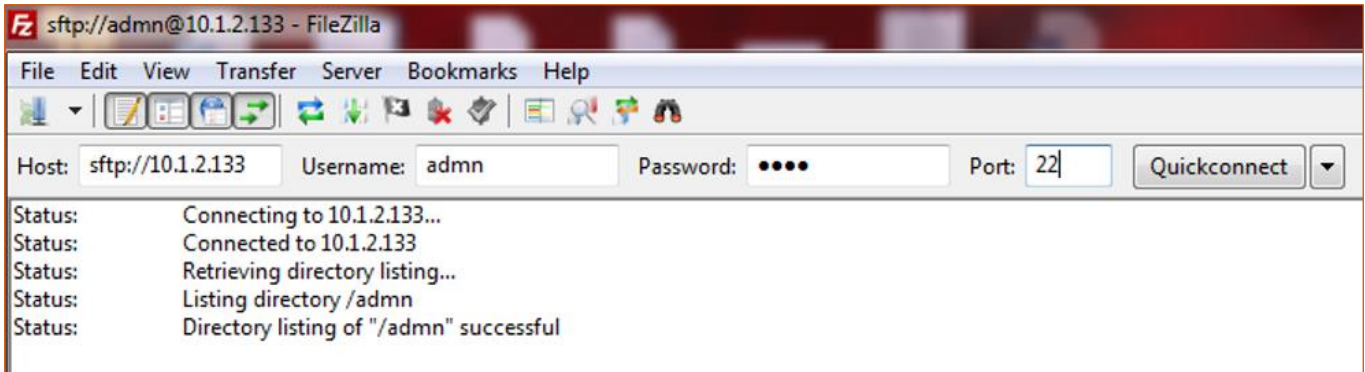 Fz sftp://admn@10.1.2.133 - FileZilla
File Edit View Transfer Server Bookmarks Help
Host: sftp://10.1.2.133 Username: admn Password: •••• Port: 22 Quickconnect
Status: Connecting to 10.1.2.133...
Status: Connected to 10.1.2.133
Status: Retrieving directory listing...
Status: Listing directory /admn
Status: Directory listing of "/admn" successful